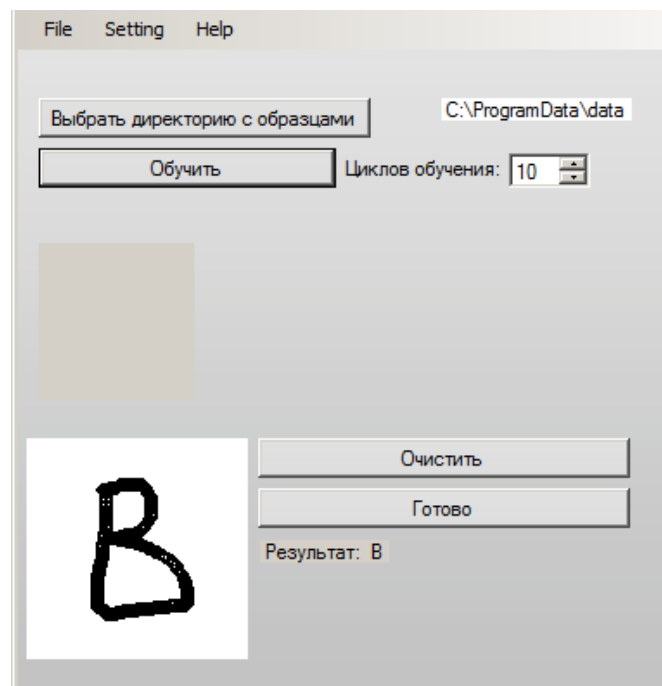 File Setting Help
Выбрать директорию с образцами C:\ProgramData\data
Обучить Циклов обучения: 10
Очистить
B
Готово
Результат: B